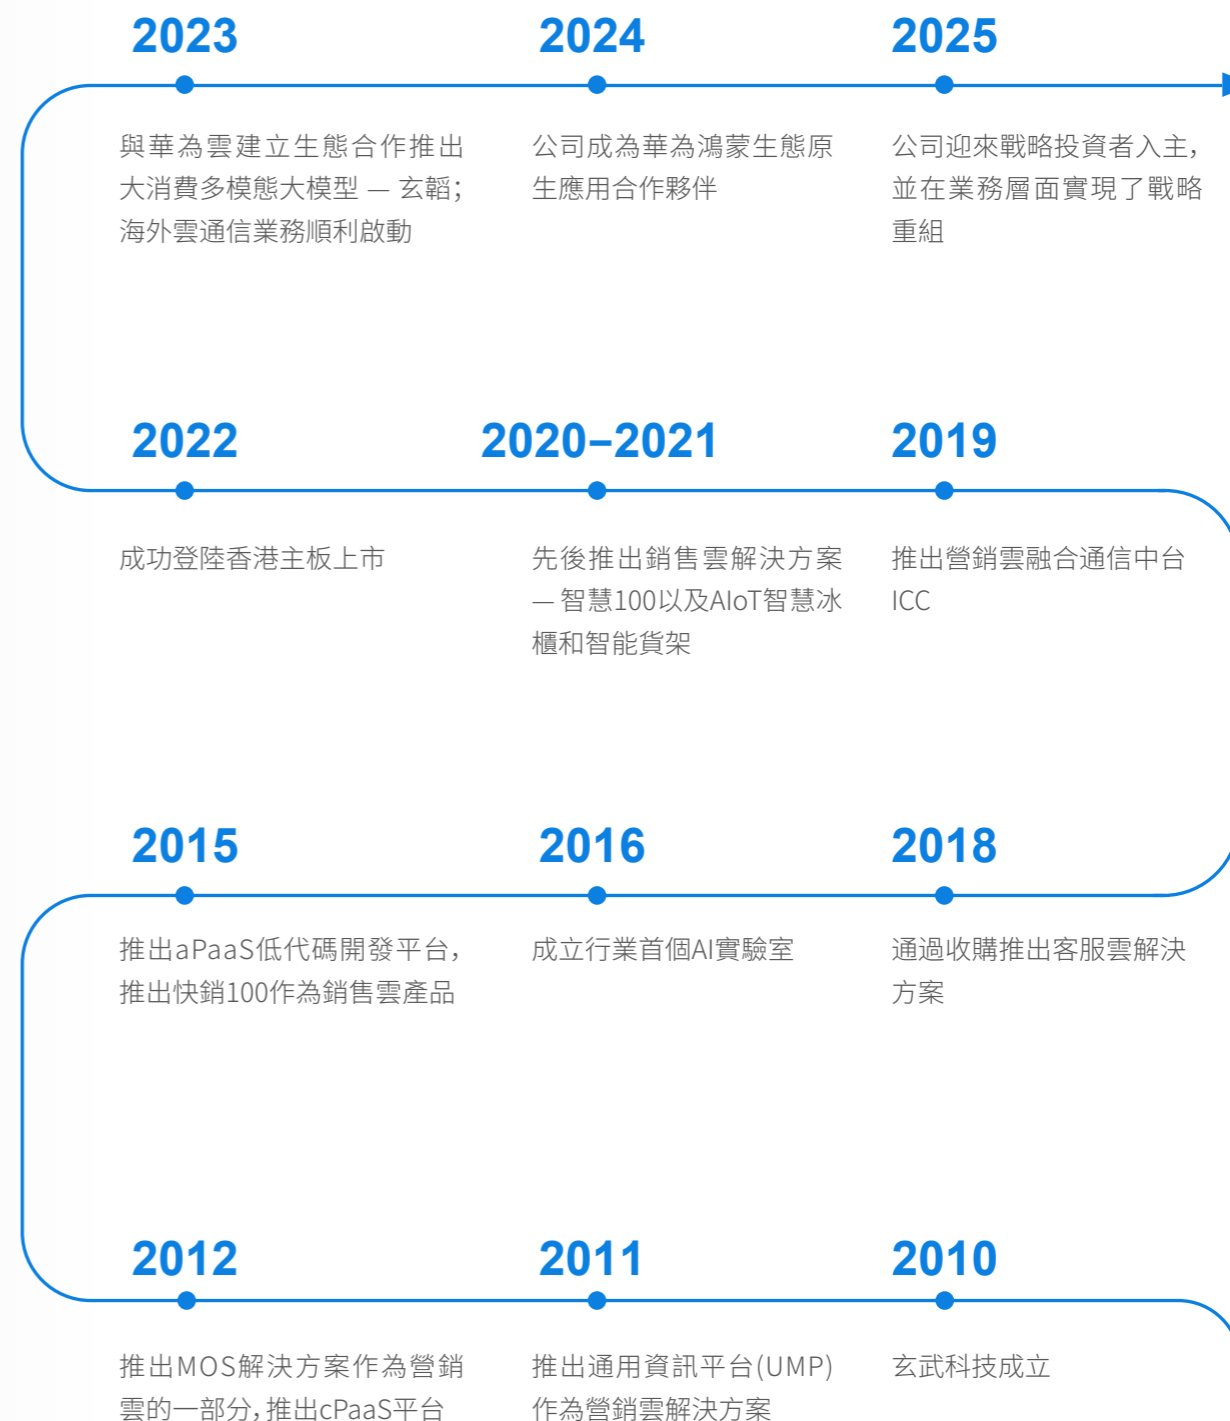 2023
與華為雲建立生態合作推出
大消費多模態大模型 — 玄韜；
海外雲通信業務順利啟動
2024
公司成為華為鴻蒙生態原
生應用合作夥伴
2025
公司迎來戰略投資者入主，
並在業務層面實現了戰略
重組
2022
成功登陸香港主板上市
2020–2021
先後推出銷售雲解決方案
— 智慧100以及AIoT智慧冰
櫃和智能貨架
2019
推出營銷雲融合通信中台
ICC
2015
推出aPaaS低代碼開發平台，
推出快銷100作為銷售雲產品
2016
成立行業首個AI實驗室
2018
通過收購推出客服雲解決
方案
2012
推出MOS解決方案作為營銷
雲的一部分，推出cPaaS平台
2011
推出通用資訊平台(UMP)
作為營銷雲解決方案
2010
玄武科技成立